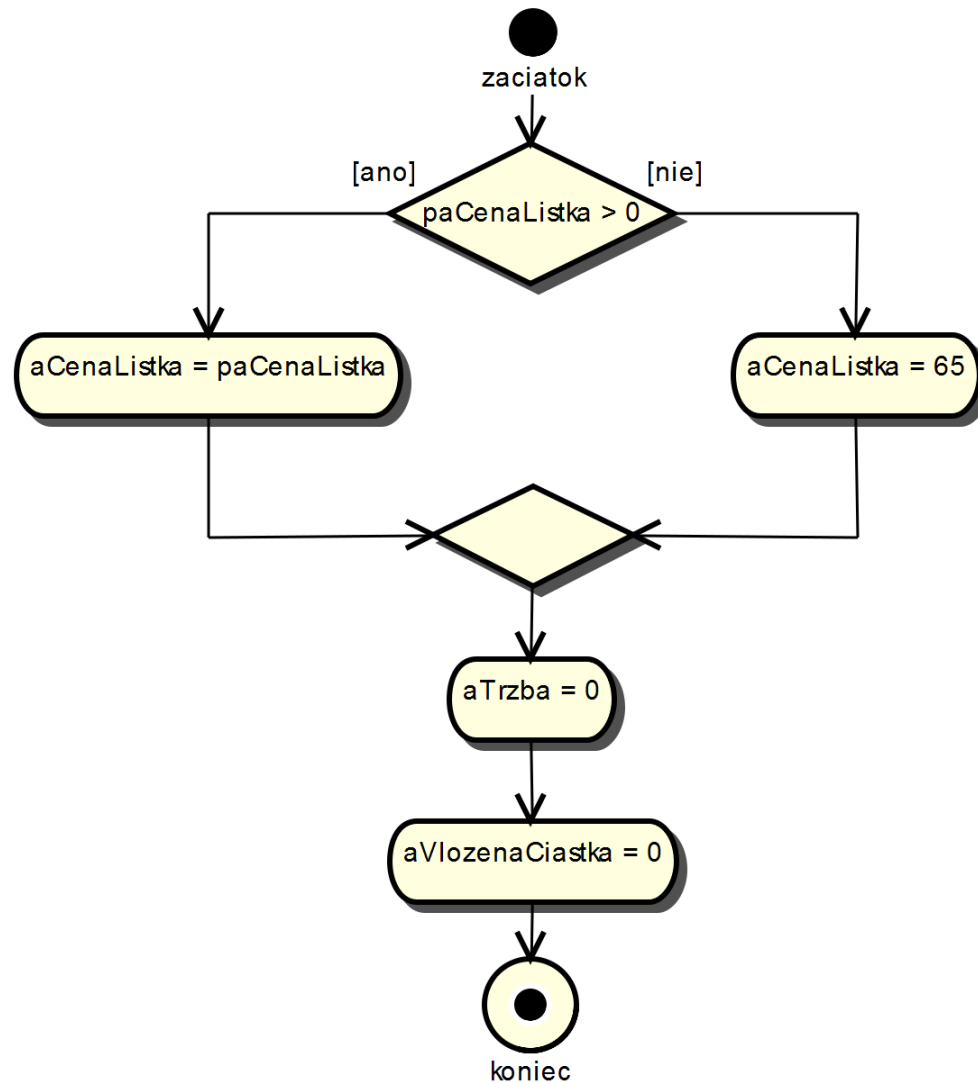 zaciatok
[ano]
[nie]
paCenaListka > 0
aCenaListka = paCenaListka
aCenaListka = 65
aTrzba = 0
aVlozenaCiastka = 0
koniec